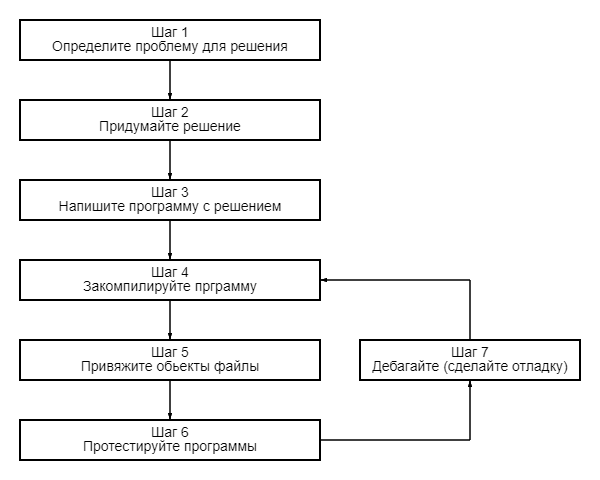 Шаг 1
Определите проблему для решения
Шаг 2
Придумайте решение
Шаг 3
Напишите программу с решением
Шаг 4
Закомпилируйте прграмму
Шаг 5
Привяжите обьекты файлы
Шаг 6
Протестируйте программы
Шаг 7
Дебагайте (сделайте отладку)